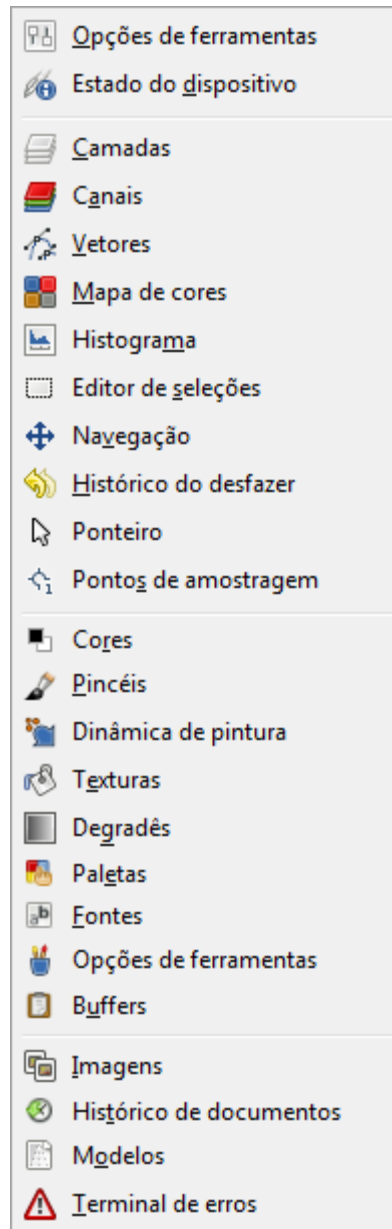 Opções de ferramentas
Estado do dispositivo
Camadas
Canais
Vetores
Mapa de cores
Histograma
Editor de seleções
Navegação
Histórico do desfazer
Ponteiro
Pontos de amostragem
Cores
Pincéis
Dinâmica de pintura
Texturas
Degradês
Paletas
Fontes
Opções de ferramentas
Buffers
Imagens
Histórico de documentos
Modelos
Terminal de erros